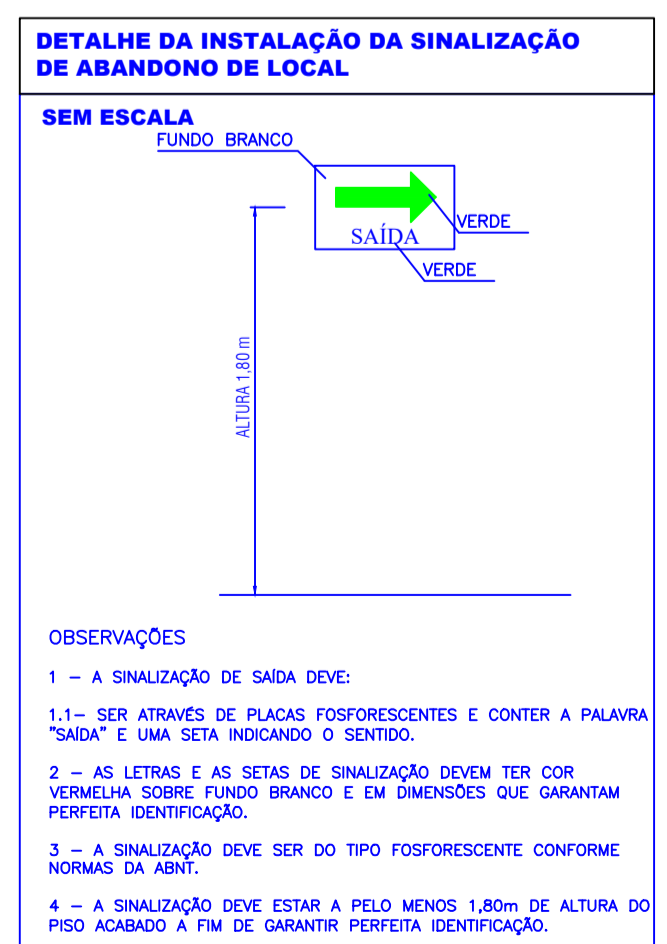 DETALHE DA INSTALAÇÃO DA SINALIZAÇÃO
DE ABANDONO DE LOCAL
SEM ESCALA
FUNDO BRANCO
VERDE
SAÍDA
VERDE
ALTURA 1,80 m
OBSERVAÇÕES
1 – A SINALIZAÇÃO DE SAÍDA DEVE:
1.1– SER ATRAVÉS DE PLACAS FOSFORESCENTES E CONTER A PALAVRA
"SAÍDA" E UMA SETA INDICANDO O SENTIDO.
2 – AS LETRAS E AS SETAS DE SINALIZAÇÃO DEVEM TER COR
VERMELHA SOBRE FUNDO BRANCO E EM DIMENSÕES QUE GARANTAM
PERFEITA IDENTIFICAÇÃO.
3 – A SINALIZAÇÃO DEVE SER DO TIPO FOSFORESCENTE CONFORME
NORMAS DA ABNT.
4 – A SINALIZAÇÃO DEVE ESTAR A PELO MENOS 1,80m DE ALTURA DO
PISO ACABADO A FIM DE GARANTIR PERFEITA IDENTIFICAÇÃO.